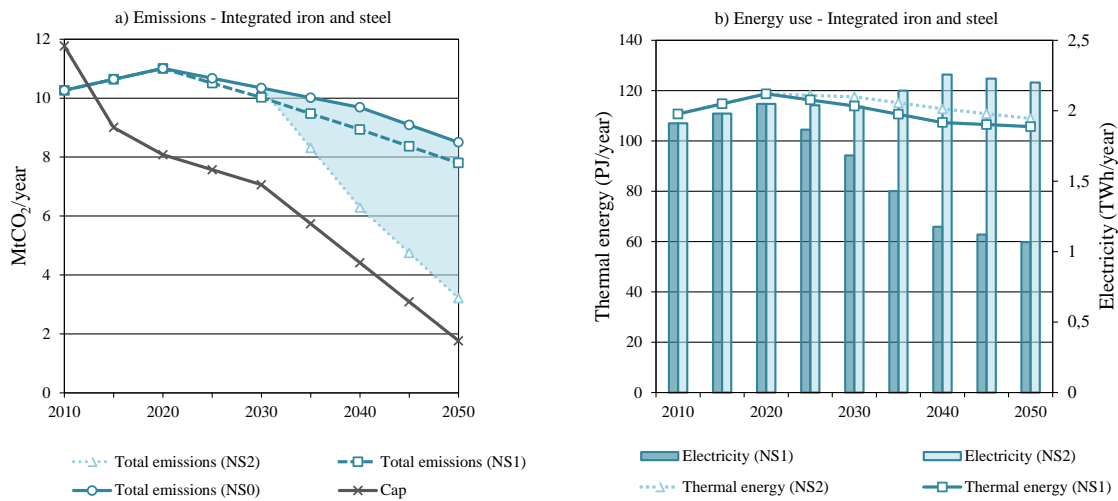 a) Emissions - Integrated iron and steel
12
10
8
6
4
2
0
MtCO₂/year
2010
2020
2030
2040
2050
Total emissions (NS2)
Total emissions (NS1)
Total emissions (NS0)
Cap
b) Energy use - Integrated iron and steel
140
120
100
80
60
40
20
0
Thermal energy (PJ/year)
2,5
2
1,5
1
0,5
0
Electricity (TWh/year)
2010
2020
2030
2040
2050
Electricity (NS1)
Electricity (NS2)
Thermal energy (NS2)
Thermal energy (NS1)